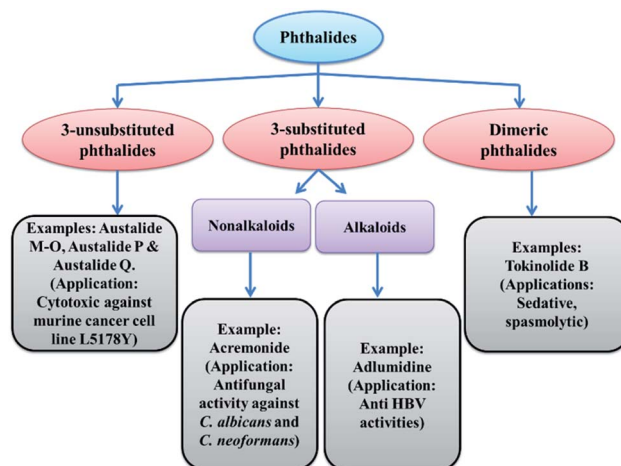 Phthalides
3-unsubstituted
phthalides
3-substituted
phthalides
Dimeric
phthalides
Nonalkaloids
Alkaloids
Examples: Austalide
M-O, Austalide P &
Austalide Q.
(Application:
Cytotoxic against
murine cancer cell
line L5178Y)
Example:
Acremonide
(Application:
Antifungal
activity against
C. albicans and
C. neoformans)
Example:
Adlumidine
(Application:
Anti HBV
activities)
Examples:
Tokinolide B
(Applications:
Sedative,
spasmolytic)